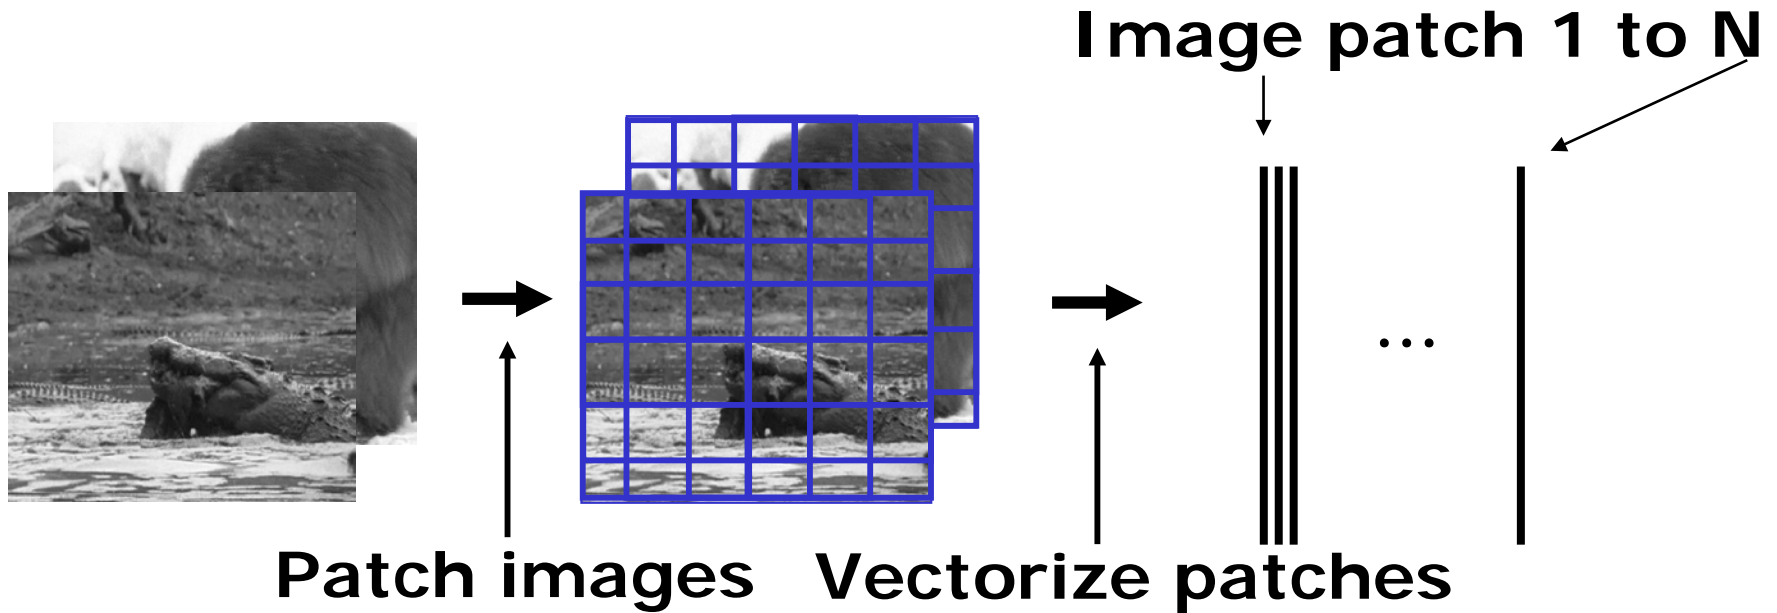 Image patch 1 to N
...
Patch images
Vectorize patches